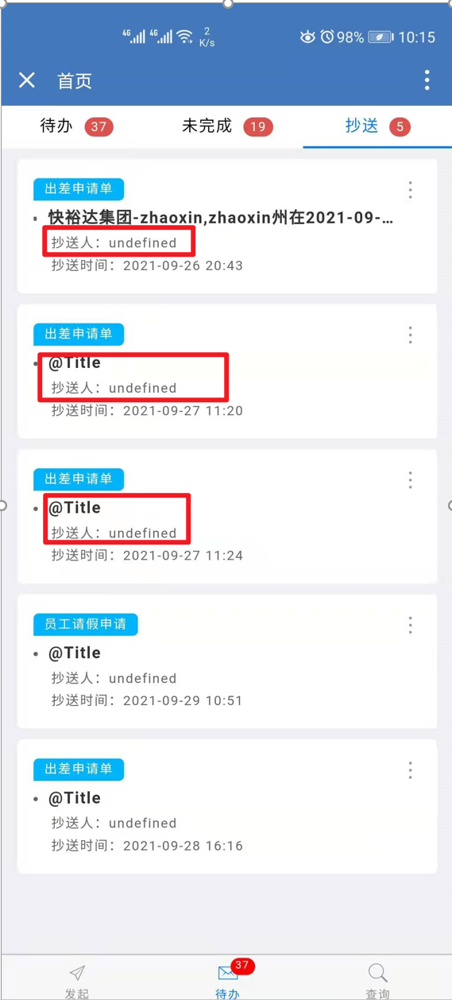 4G 4G 2 K/s 98% 10:15
首页
待办 37 未完成 19 抄送 5
出差申请单
快裕达集团-zhaoxin,zhaoxin州在2021-09-...
抄送人：undefined
抄送时间：2021-09-26 20:43
出差申请单
@Title
抄送人：undefined
抄送时间：2021-09-27 11:20
出差申请单
@Title
抄送人：undefined
抄送时间：2021-09-27 11:24
员工请假申请
@Title
抄送人：undefined
抄送时间：2021-09-29 10:51
出差申请单
@Title
抄送人：undefined
抄送时间：2021-09-28 16:16
37
发起 待办 查询